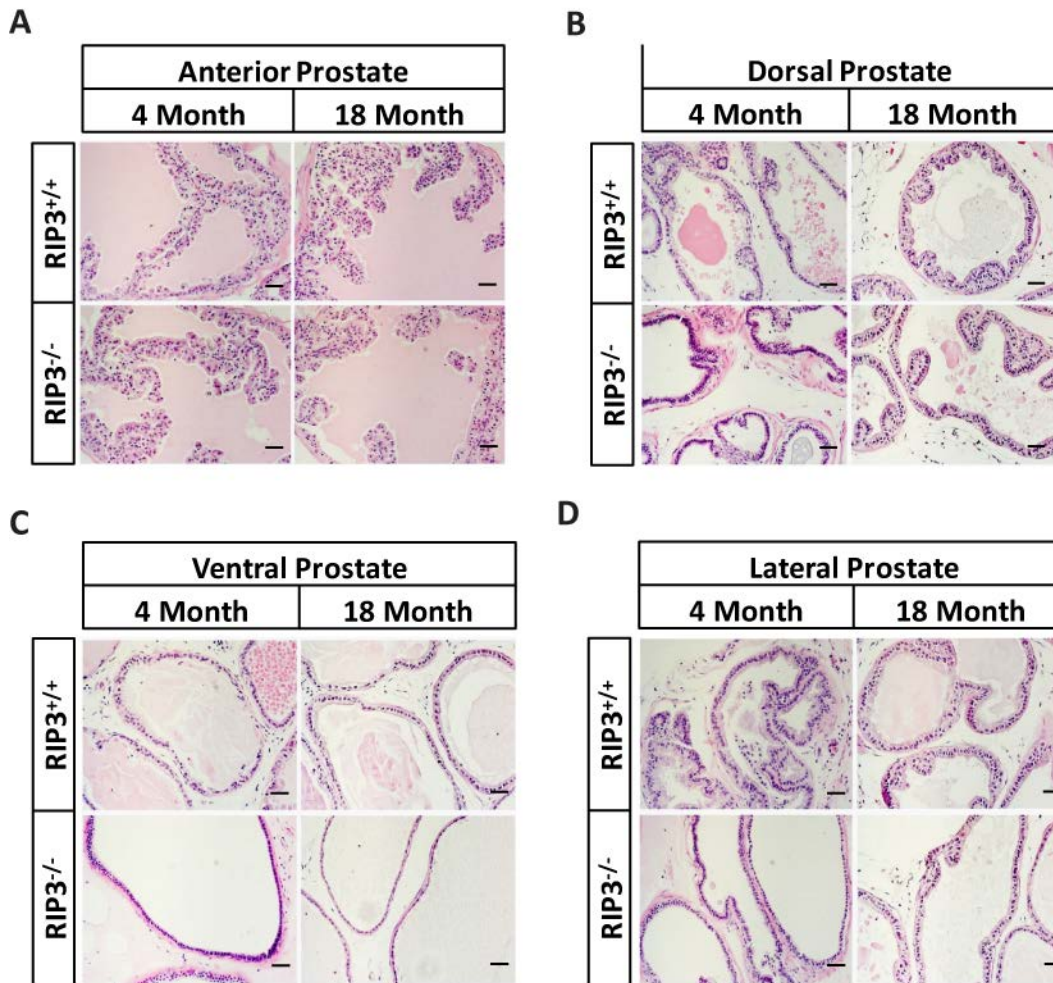 A
Anterior Prostate
4 Month 18 Month
RIP3+/+
RIP3-/-
B
Dorsal Prostate
4 Month 18 Month
RIP3+/+
RIP3-/-
C
Ventral Prostate
4 Month 18 Month
RIP3+/+
RIP3-/-
D
Lateral Prostate
4 Month 18 Month
RIP3+/+
RIP3-/-